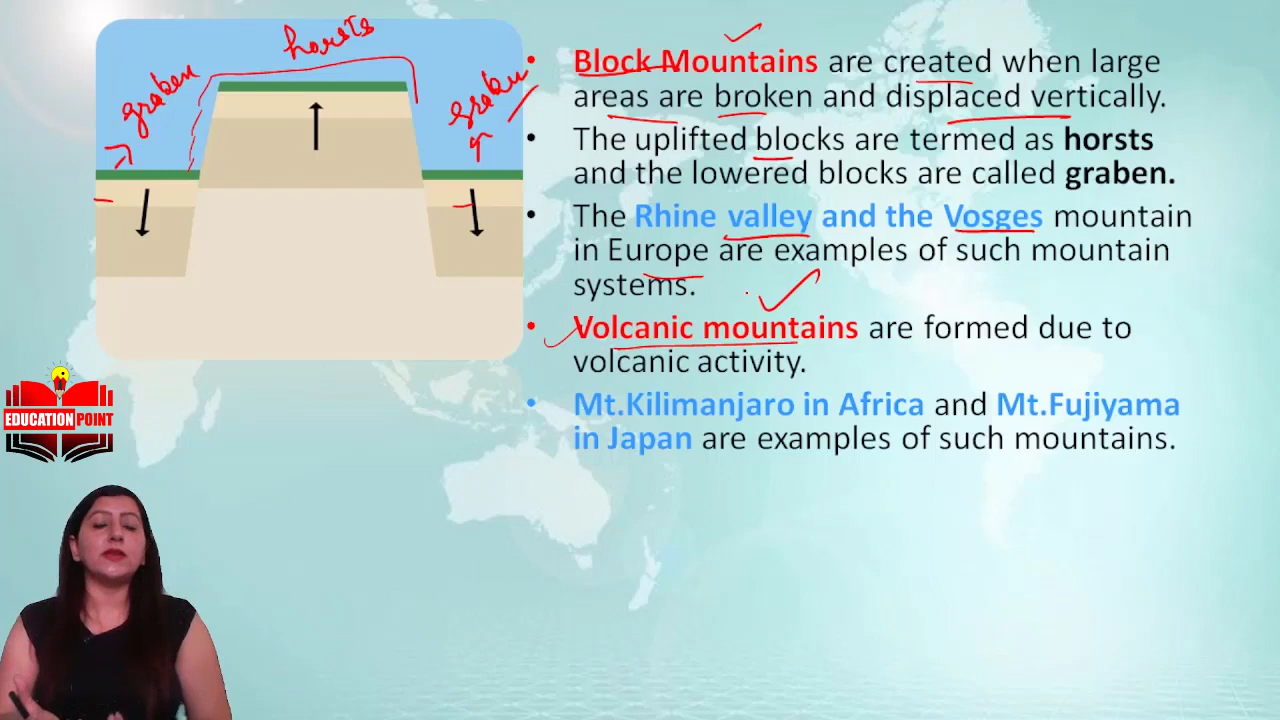 horsts
graben
graben
• Block Mountains are created when large
areas are broken and displaced vertically.
• The uplifted blocks are termed as horsts
and the lowered blocks are called graben.
• The Rhine valley and the Vosges mountain
in Europe are examples of such mountain
systems.
• Volcanic mountains are formed due to
volcanic activity.
• Mt.Kilimanjaro in Africa and Mt.Fujiyama
in Japan are examples of such mountains.
EDUCATION POINT